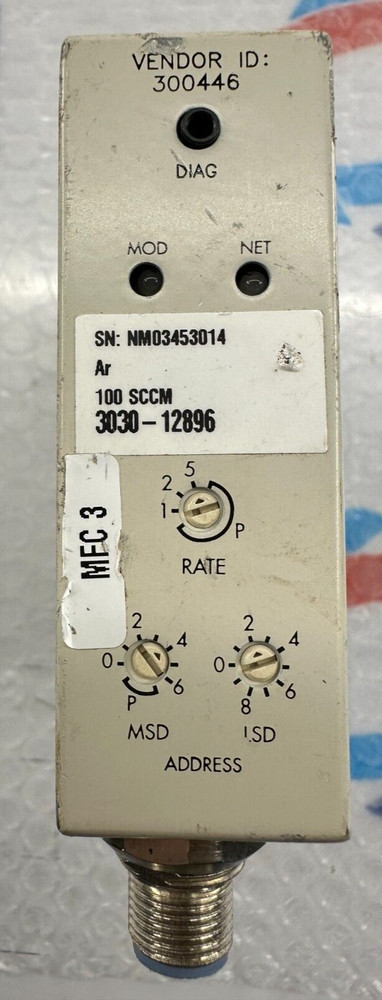 VENDOR ID:
300446
DIAG
MOD NET
SN: NM03453014
Ar
100 SCCM
3030-12896
MFC 3
1 2 5 P
RATE
0 2 4 6 P
MSD
0 2 4 6 8
LSD
ADDRESS